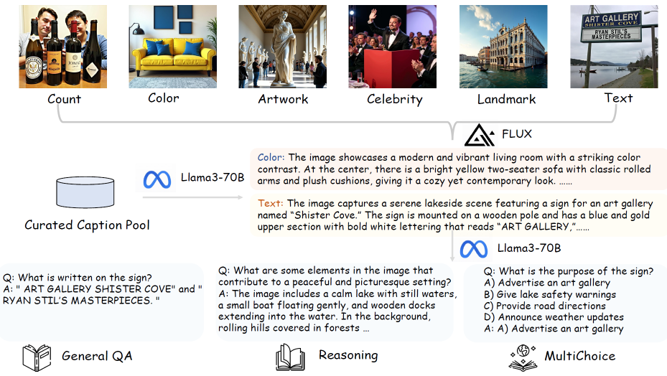 ART GALLERY
SHISTER COVE
RYAN STIL'S
MASTERPIECES
Count
Color
Artwork
Celebrity
Landmark
Text
FLUX
Llama3-70B
Curated Caption Pool
Color: The image showcases a modern and vibrant living room with a striking color
contrast. At the center, there is a bright yellow two-seater sofa with classic rolled
arms and plush cushions, giving it a cozy yet contemporary look. ......
Text: The image captures a serene lakeside scene featuring a sign for an art gallery
named “Shister Cove.” The sign is mounted on a wooden pole and has a blue and gold
upper section with bold white lettering that reads “ART GALLERY,”......
Llama3-70B
Q: What is written on the sign?
A: " ART GALLERY SHISTER COVE" and "
RYAN STIL’S MASTERPIECES. "
General QA
Q: What are some elements in the image that
contribute to a peaceful and picturesque setting?
A: The image includes a calm lake with still waters,
small boat floating gently, and wooden docks
extending into the water. In the background,
rolling hills covered in forests ...
Reasoning
Q: What is the purpose of the sign?
A) Advertise an art gallery
B) Give lake safety warnings
C) Provide road directions
D) Announce weather updates
A: A) Advertise an art gallery
MultiChoice